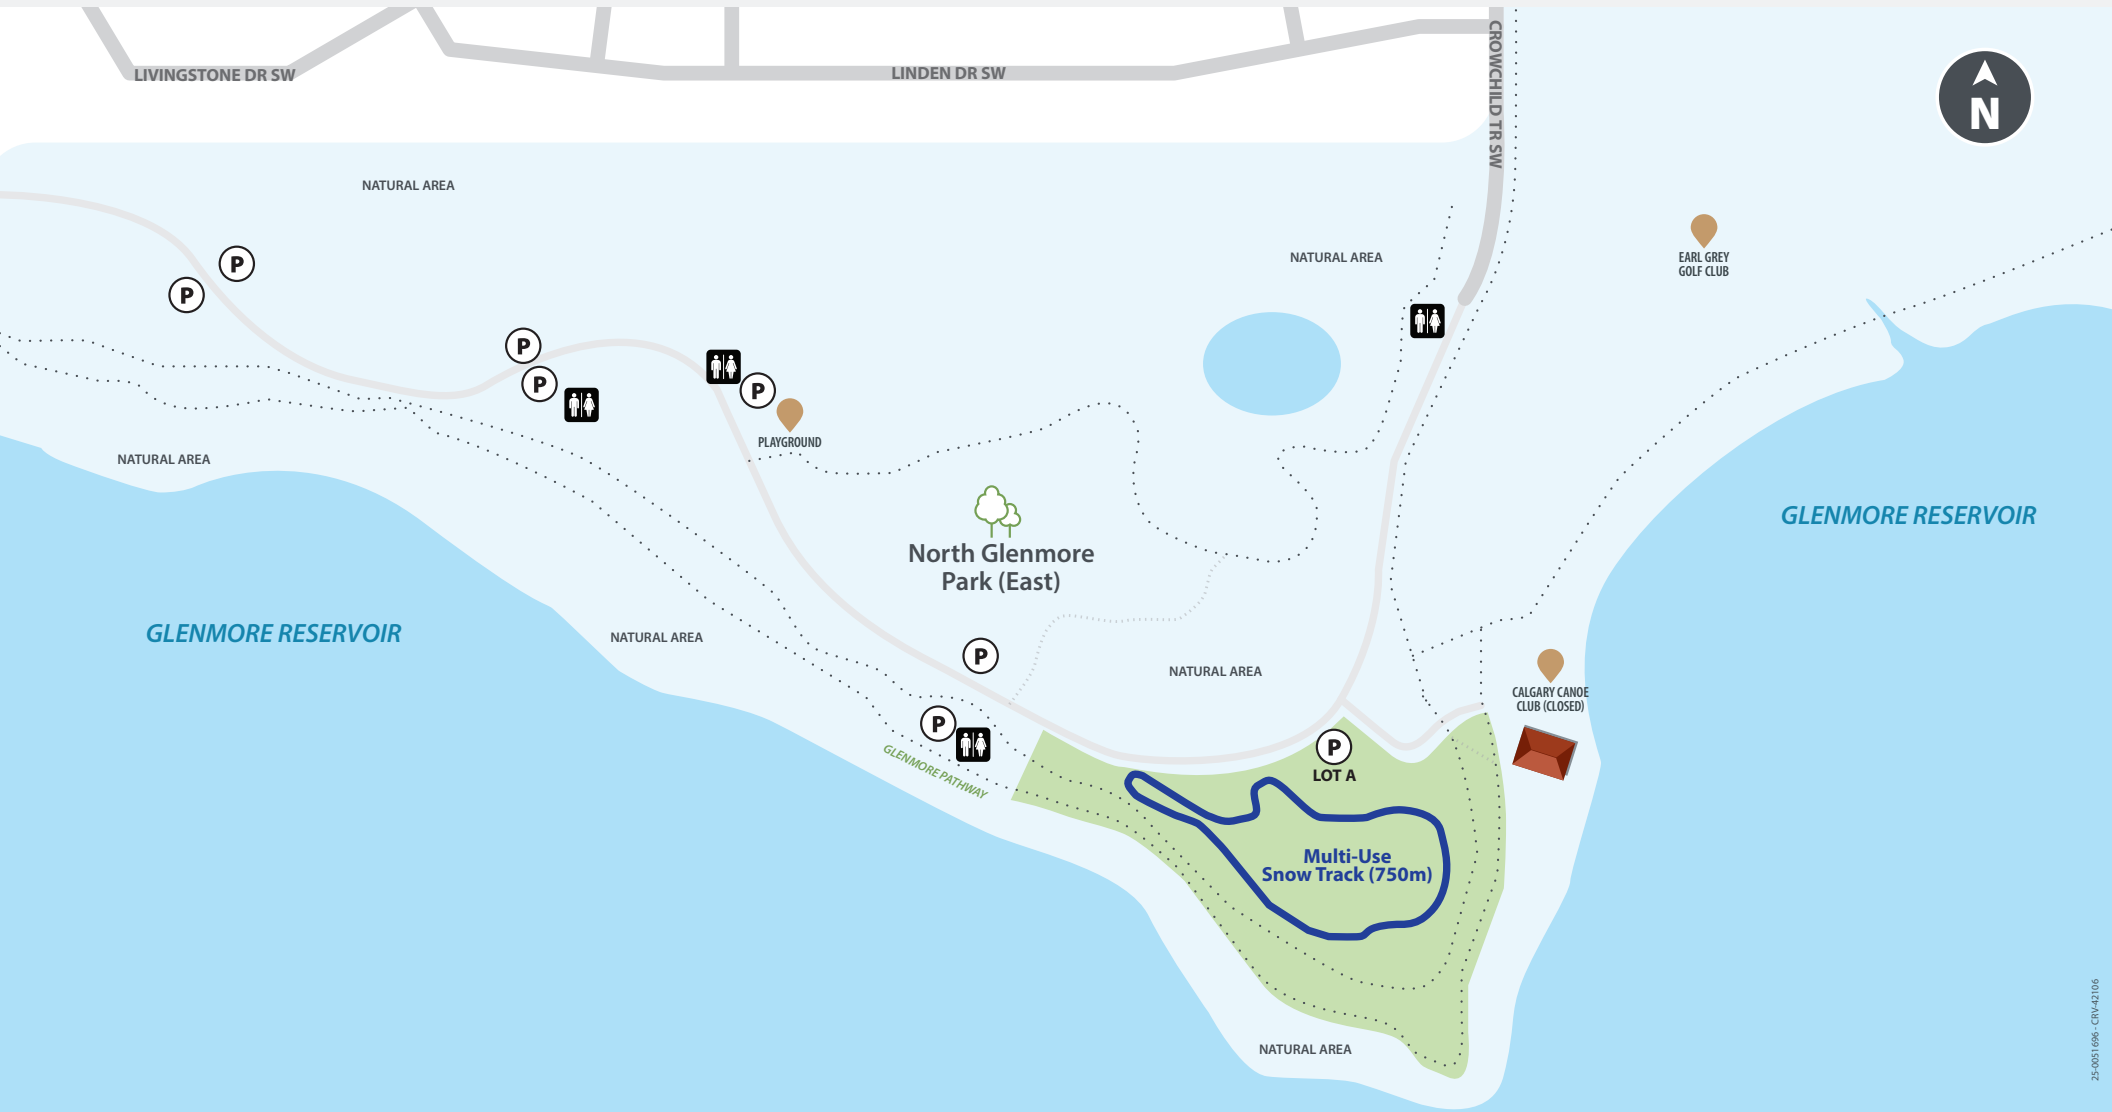 LIVINGSTONE DR SW
LINDEN DR SW
CROWCHILD TR SW
N
NATURAL AREA
NATURAL AREA
EARL GREY
GOLF CLUB
P
P
P
P
P
PLAYGROUND
NATURAL AREA
GLENMORE RESERVOIR
North Glenmore
Park (East)
GLENMORE RESERVOIR
NATURAL AREA
P
NATURAL AREA
CALGARY CANOE
CLUB (CLOSED)
P
GLENMORE PATHWAY
P
LOT A
Multi-Use
Snow Track (750m)
NATURAL AREA
25-0051696 - CRV-42106